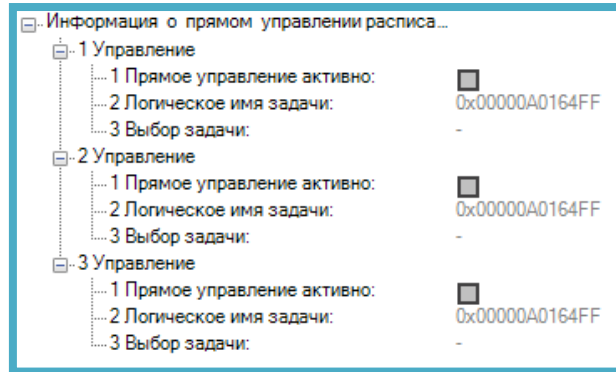 Информация о прямом управлении расписа...
1 Управление
1 Прямое управление активно:
2 Логическое имя задачи: 0x00000A0164FF
3 Выбор задачи: -
2 Управление
1 Прямое управление активно:
2 Логическое имя задачи: 0x00000A0164FF
3 Выбор задачи: -
3 Управление
1 Прямое управление активно:
2 Логическое имя задачи: 0x00000A0164FF
3 Выбор задачи: -